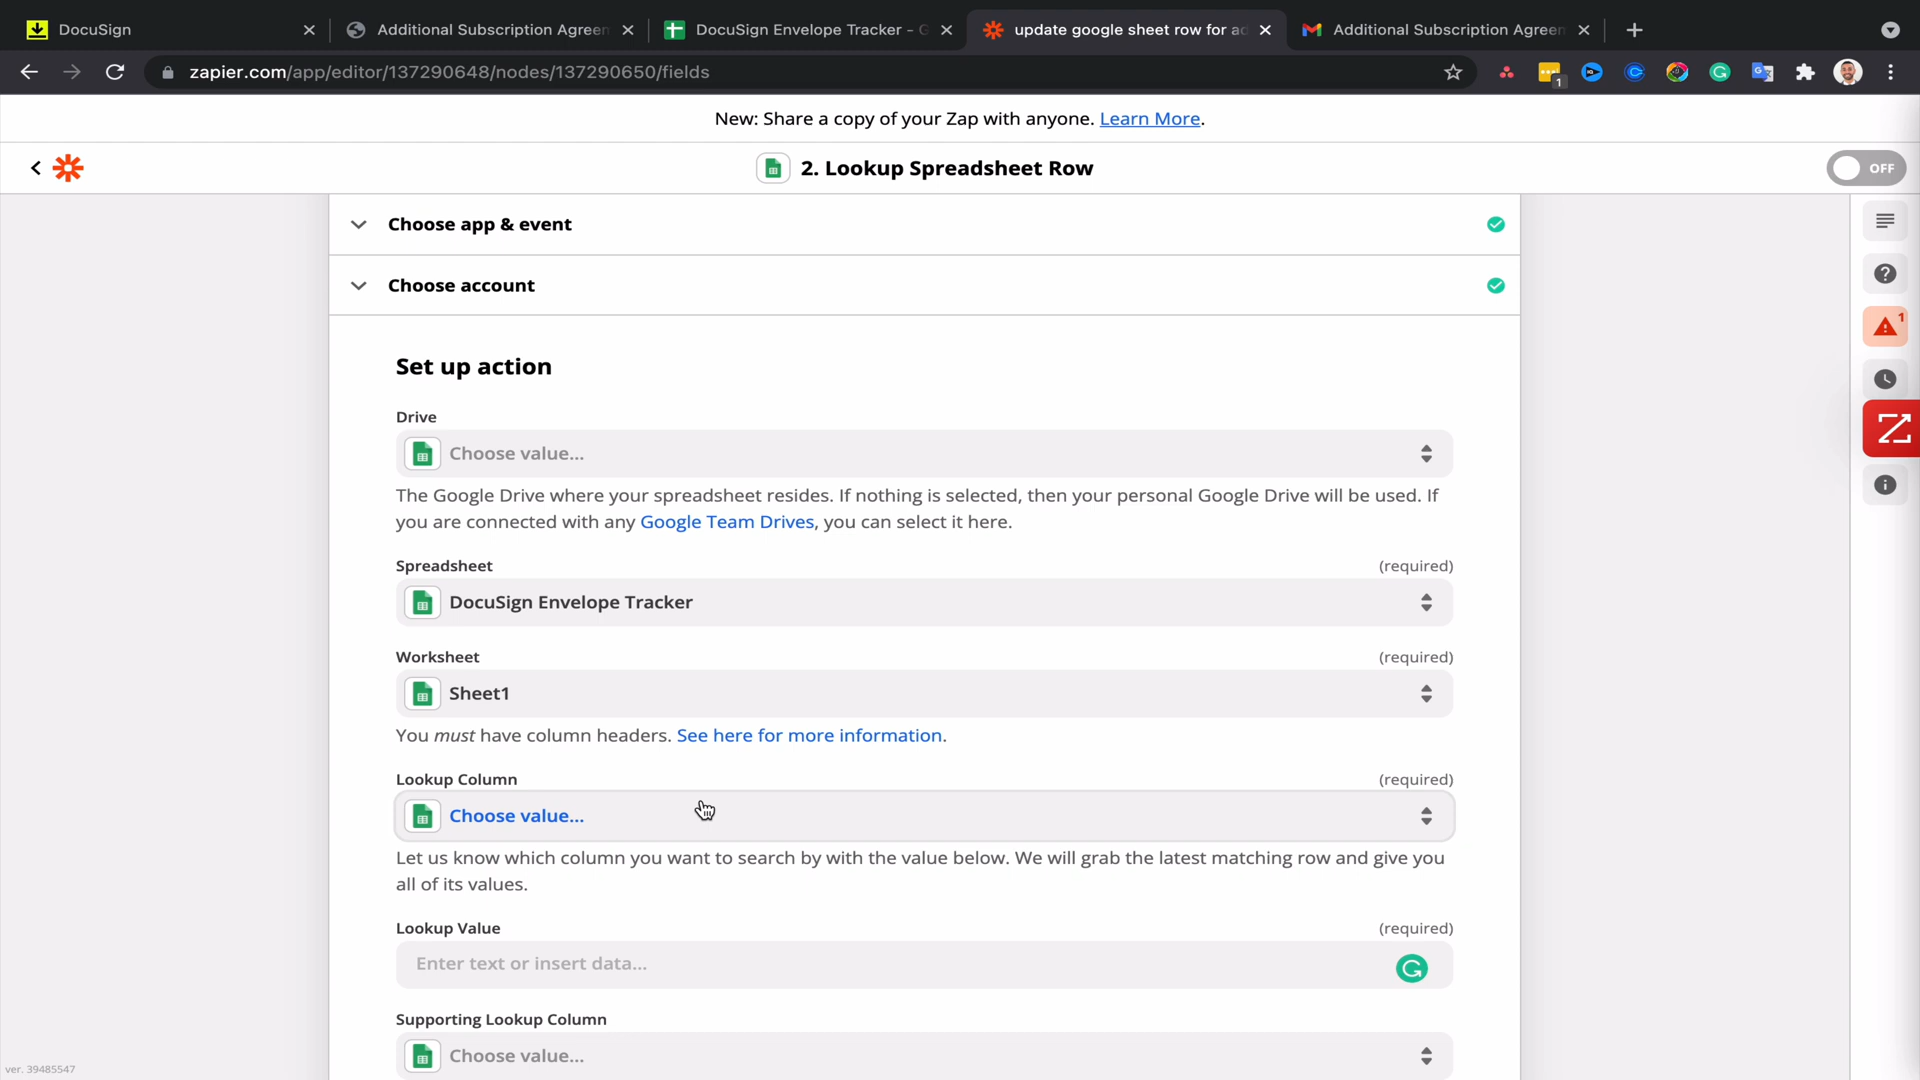 DocuSign
Additional Subscription Agreem
DocuSign Envelope Tracker - G
update google sheet row for ad
Additional Subscription Agreem
zapier.com/app/editor/137290648/nodes/137290650/fields
1
New: Share a copy of your Zap with anyone. Learn More.
2. Lookup Spreadsheet Row
OFF
Choose app & event
Choose account
1
Set up action
Drive
Choose value...
The Google Drive where your spreadsheet resides. If nothing is selected, then your personal Google Drive will be used. If
you are connected with any Google Team Drives, you can select it here.
Spreadsheet (required)
DocuSign Envelope Tracker
Worksheet (required)
Sheet1
You must have column headers. See here for more information.
Lookup Column (required)
Choose value...
Let us know which column you want to search by with the value below. We will grab the latest matching row and give you
all of its values.
Lookup Value (required)
Enter text or insert data...
Supporting Lookup Column
Choose value...
ver. 39485547